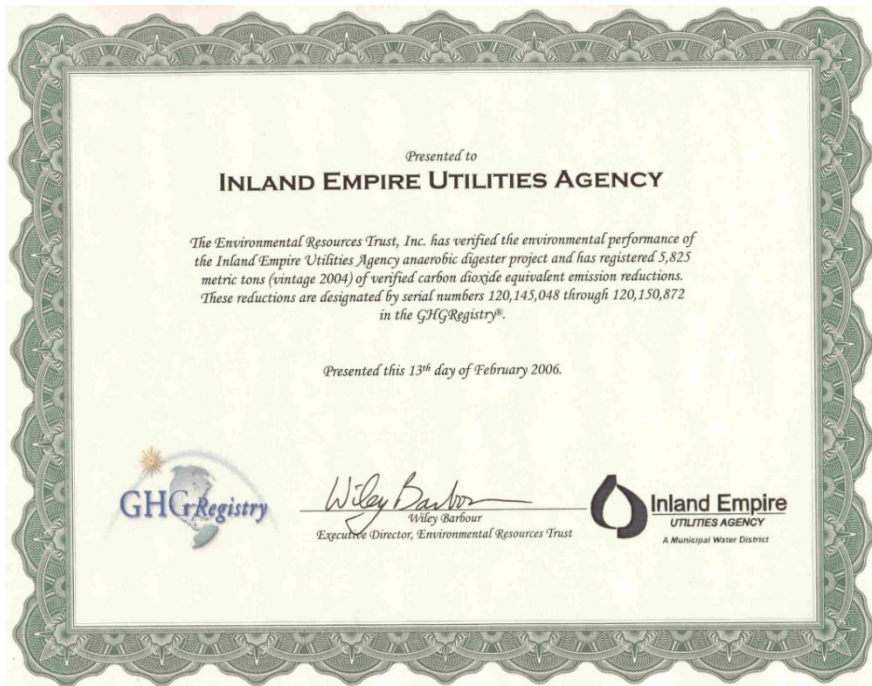 Presented to
INLAND EMPIRE UTILITIES AGENCY
The Environmental Resources Trust, Inc. has verified the environmental performance of
the Inland Empire Utilities Agency anaerobic digester project and has registered 5,825
metric tons (vintage 2004) of verified carbon dioxide equivalent emission reductions.
These reductions are designated by serial numbers 120,145,048 through 120,150,872
in the GHGRegistry®.
Presented this 13th day of February 2006.
GHGRegistry
Wiley Barbour
Wiley Barbour
Executive Director, Environmental Resources Trust
Inland Empire
UTILITIES AGENCY
A Municipal Water District